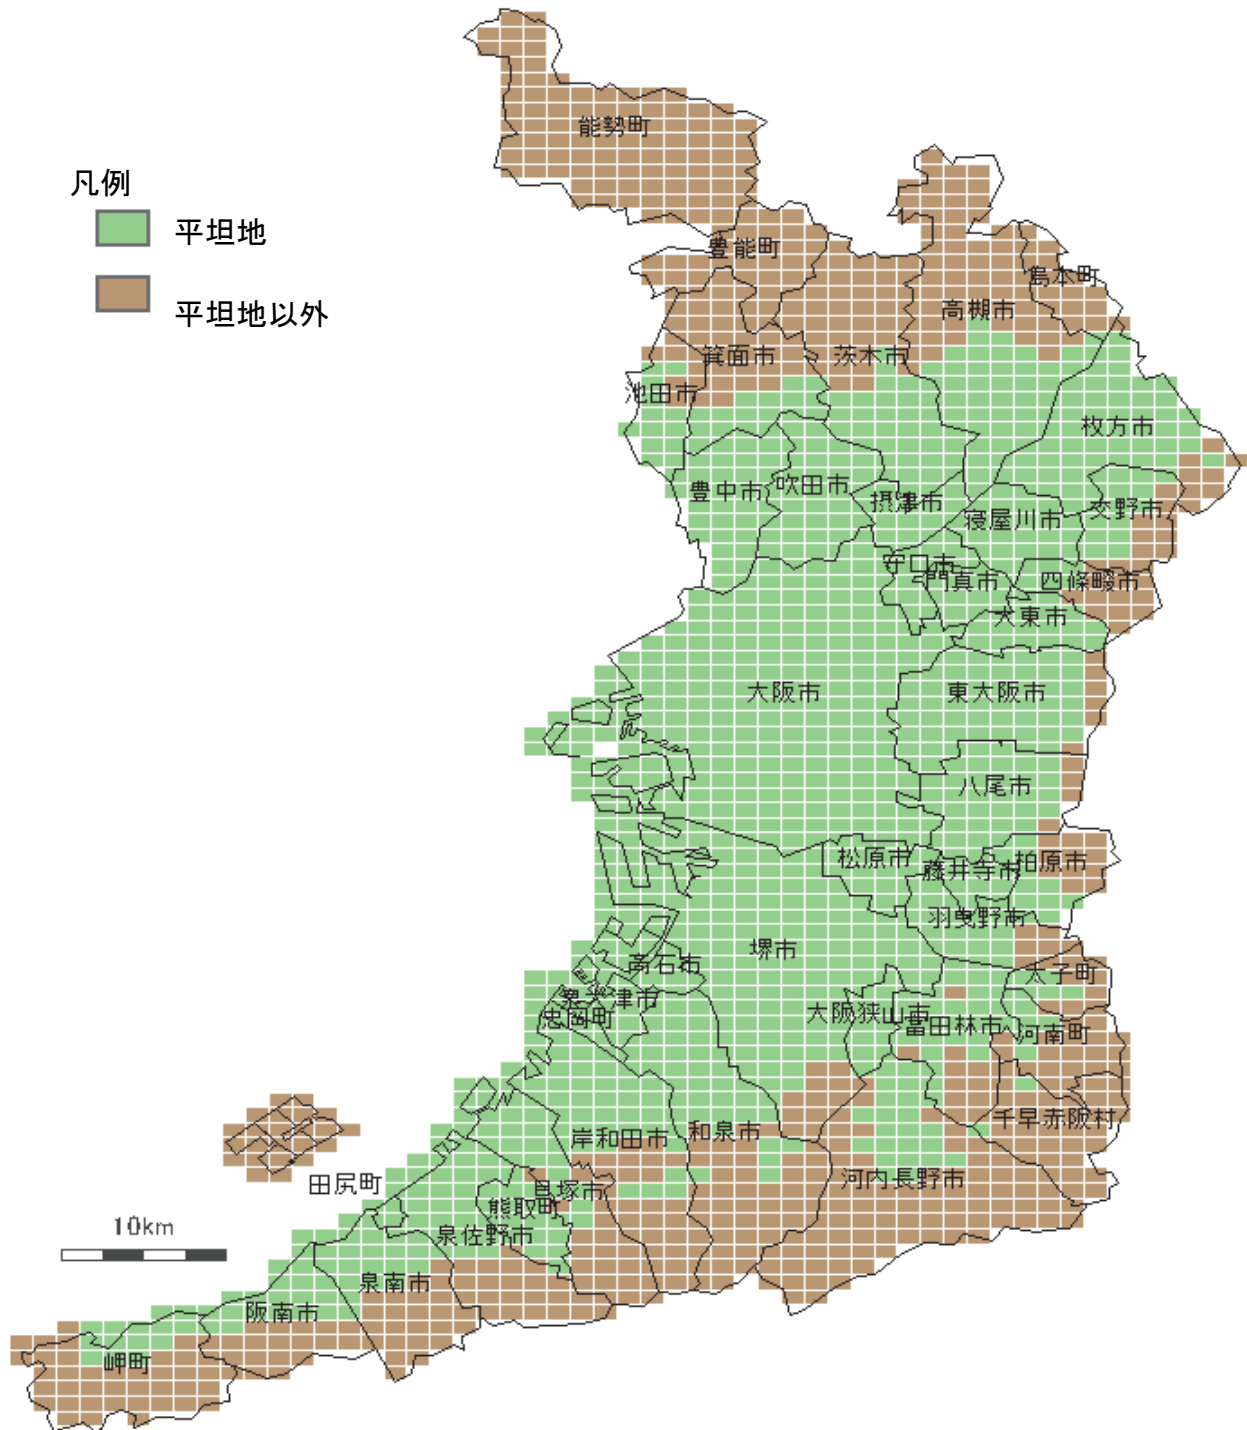 能勢町
凡例
平坦地
豊能町
島本町
平坦地以外
高槻市
箕面市
茨木市
池田市
枚方市
豊中市
吹田市
摂津市
交野市
寝屋川市
守口市
門真市
四條畷市
大東市
大阪市
東大阪市
八尾市
松原市
藤井寺市
柏原市
羽曳野市
堺市
高石市
太子町
泉大津市
忠岡町
大阪狭山市
富田林市
河南町
千早赤阪村
岸和田市
和泉市
田尻町
貝塚市
河内長野市
熊取町
10km
泉佐野市
泉南市
阪南市
岬町